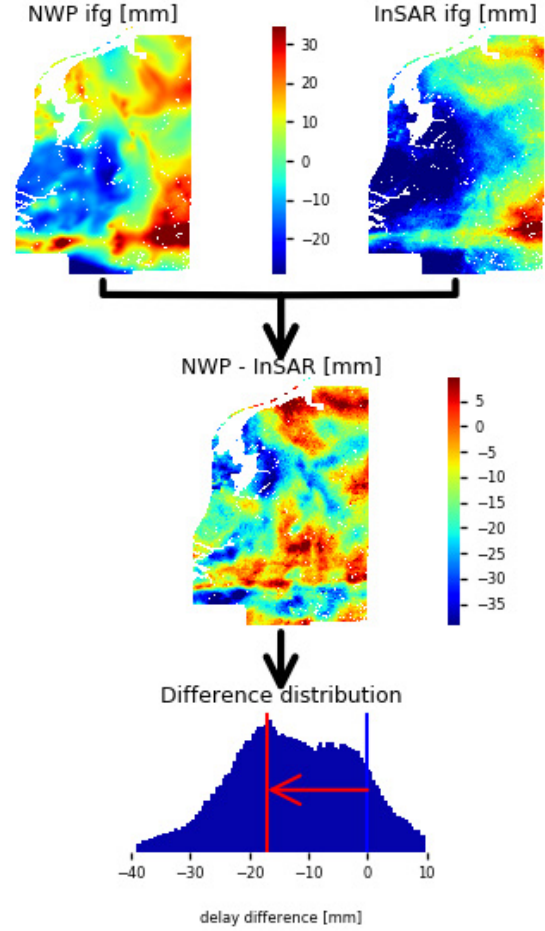 NWP ifg [mm]
InSAR ifg [mm]
30
20
10
0
−10
−20
NWP - InSAR [mm]
5
0
−5
−10
−15
−20
−25
−30
−35
Difference distribution
−40 −30 −20 −10 0 10
delay difference [mm]